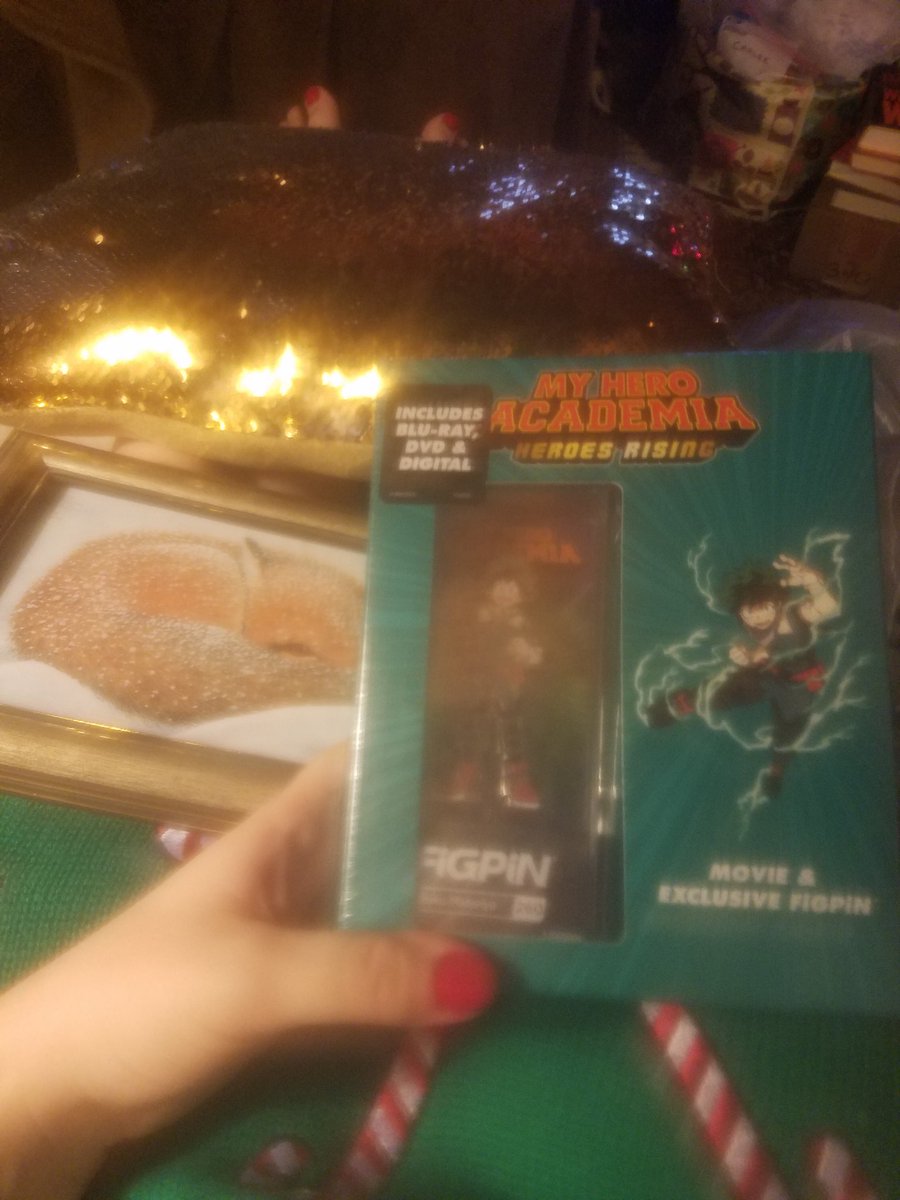 MY HERO
ACADEMIA
HEROES RISING
INCLUDES
BLU-RAY,
DVD &
DIGITAL
FIGPiN
MOVIE &
EXCLUSIVE FiGPiN